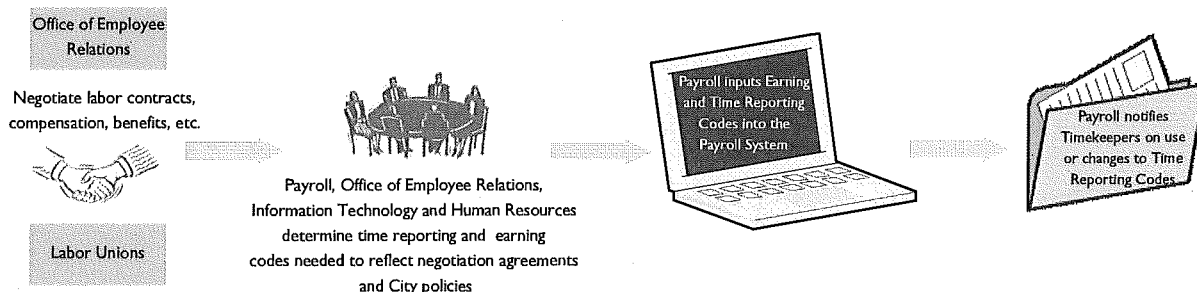 Office of Employee
Relations
Negotiate labor contracts,
compensation, benefits, etc.
Labor Unions
Payroll, Office of Employee Relations,
Information Technology and Human Resources
determine time reporting and earning
codes needed to reflect negotiation agreements
and City policies
Payroll inputs Earning
and Time Reporting
Codes into the
Payroll System
Payroll notifies
Timekeepers on use
or changes to Time
Reporting Codes